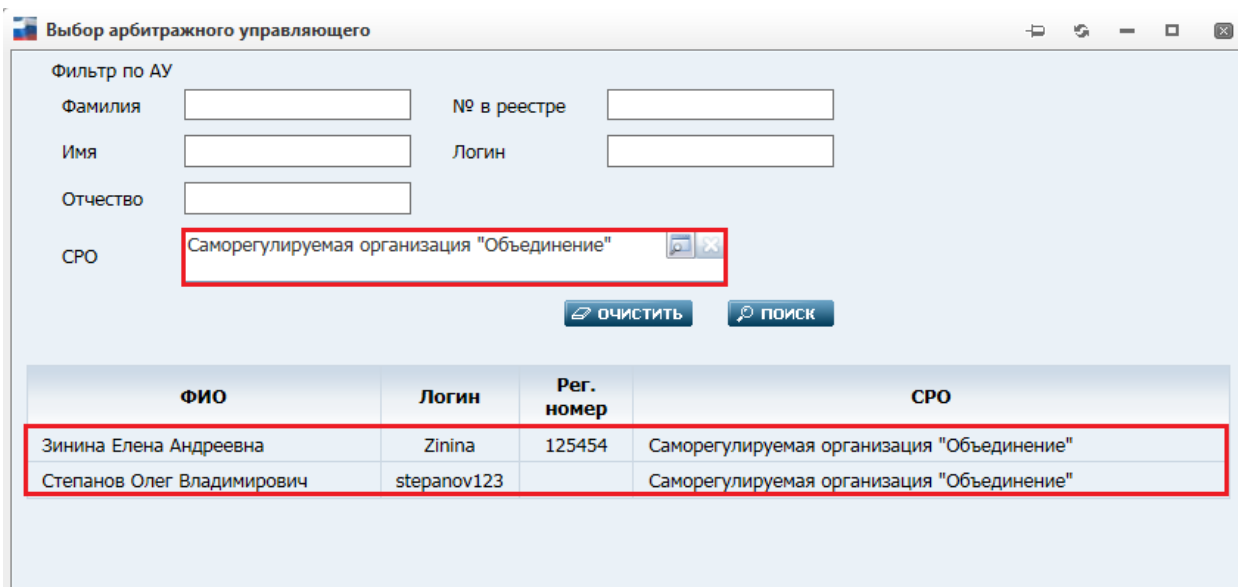 Выбор арбитражного управляющего
Фильтр по АУ
Фамилия № в реестре
Имя Логин
Отчество
СРО Саморегулируемая организация "Объединение"
ОЧИСТИТЬ ПОИСК
ФИО Логин Рег. номер СРО
Зинина Елена Андреевна Zinina 125454 Саморегулируемая организация "Объединение"
Степанов Олег Владимирович stepanov123 Саморегулируемая организация "Объединение"